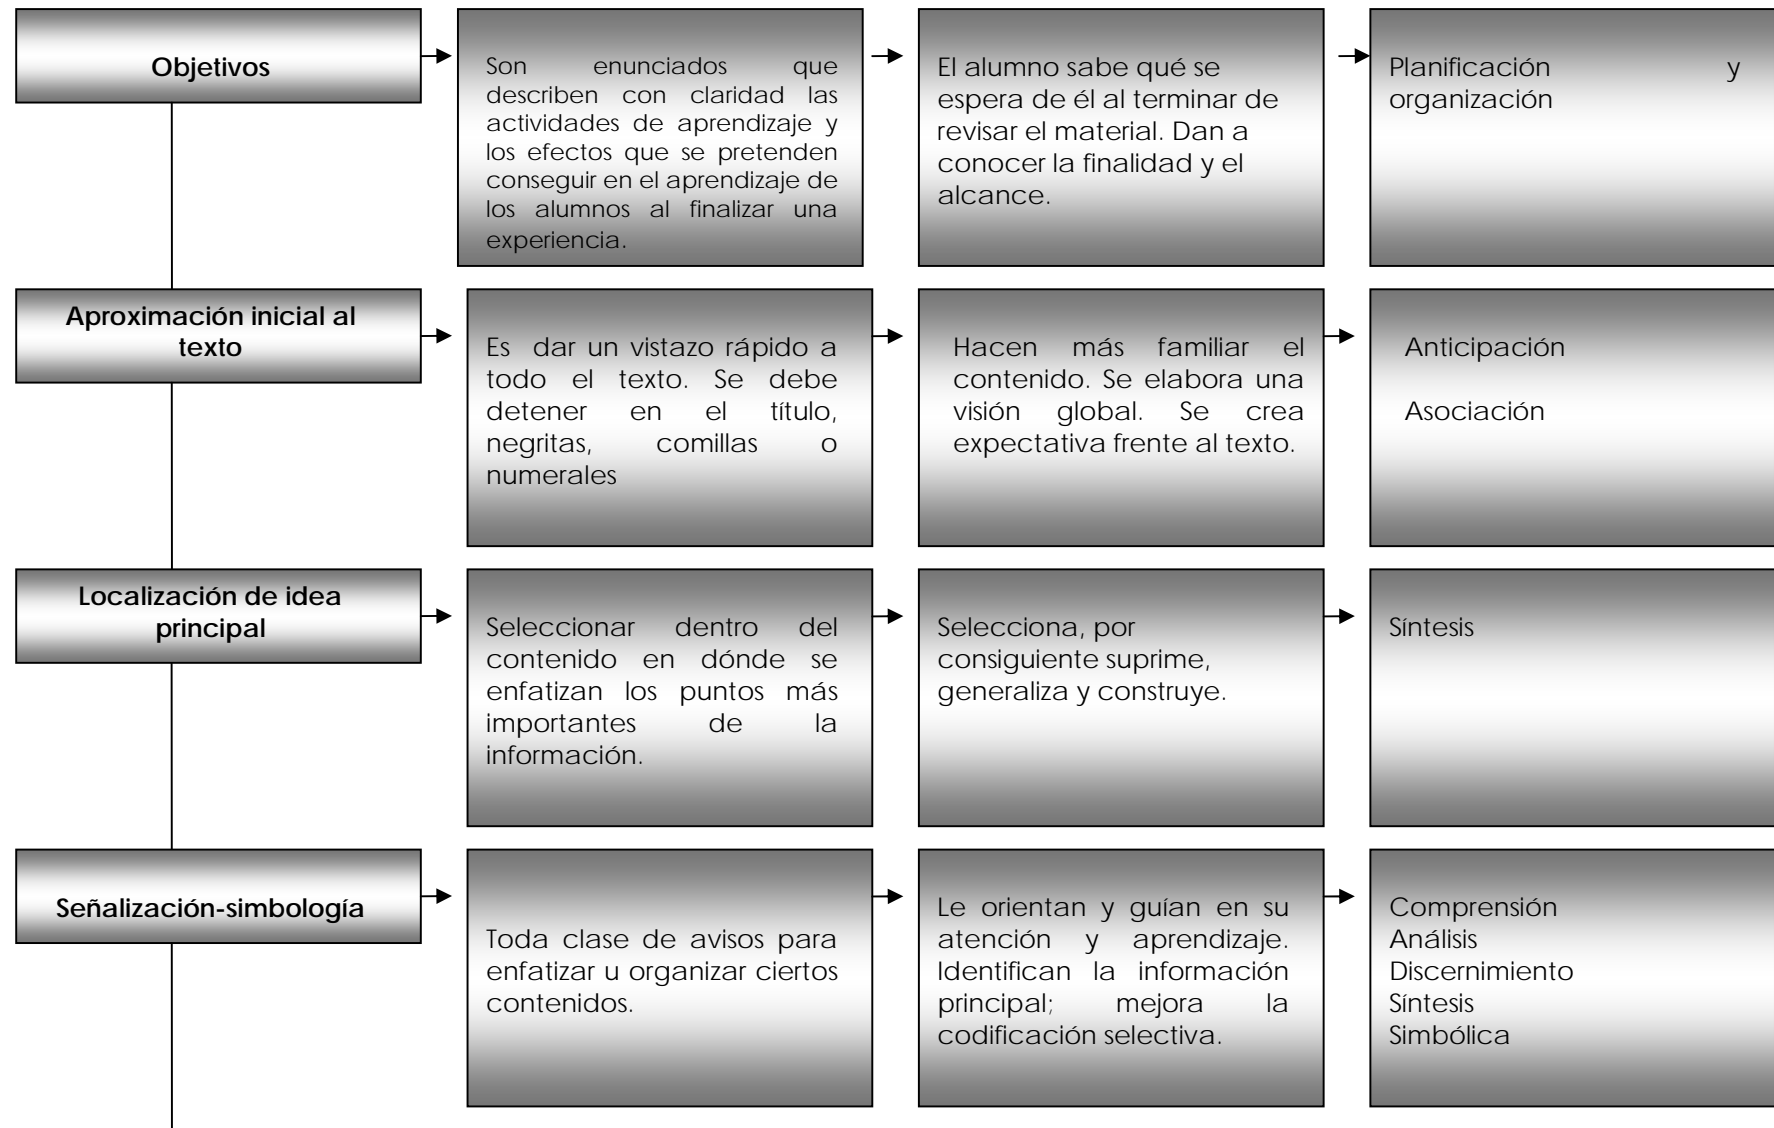 Objetivos
Son enunciados que
describen con claridad las
actividades de aprendizaje y
los efectos que se pretenden
conseguir en el aprendizaje de
los alumnos al finalizar una
experiencia.
El alumno sabe qué se
espera de él al terminar de
revisar el material. Dan a
conocer la finalidad y el
alcance.
Planificación y
organización
Aproximación inicial al
texto
Es dar un vistazo rápido a
todo el texto. Se debe
detener en el título,
negritas, comillas o
numerales
Hacen más familiar el
contenido. Se elabora una
visión global. Se crea
expectativa frente al texto.
Anticipación
Asociación
Localización de idea
principal
Seleccionar dentro del
contenido en dónde se
enfatizan los puntos más
importantes de la
información.
Selecciona, por
consiguiente suprime,
generaliza y construye.
Síntesis
Señalización-simbología
Toda clase de avisos para
enfatizar u organizar ciertos
contenidos.
Le orientan y guían en su
atención y aprendizaje.
Identifican la información
principal; mejora la
codificación selectiva.
Comprensión
Análisis
Discernimiento
Síntesis
Simbólica